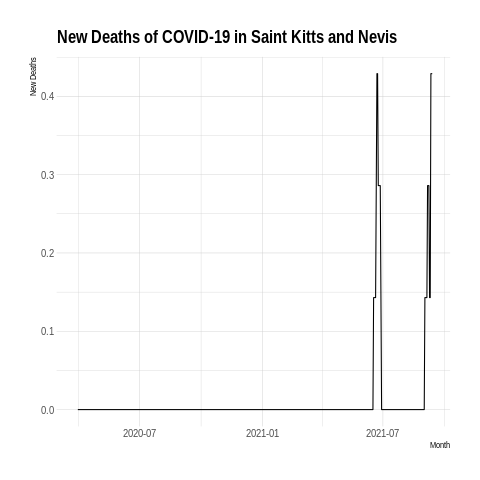 New Deaths of COVID-19 in Saint Kitts and Nevis
New Deaths
0.4
0.3
0.2
0.1
0.0
2020-07
2021-01
2021-07
Month